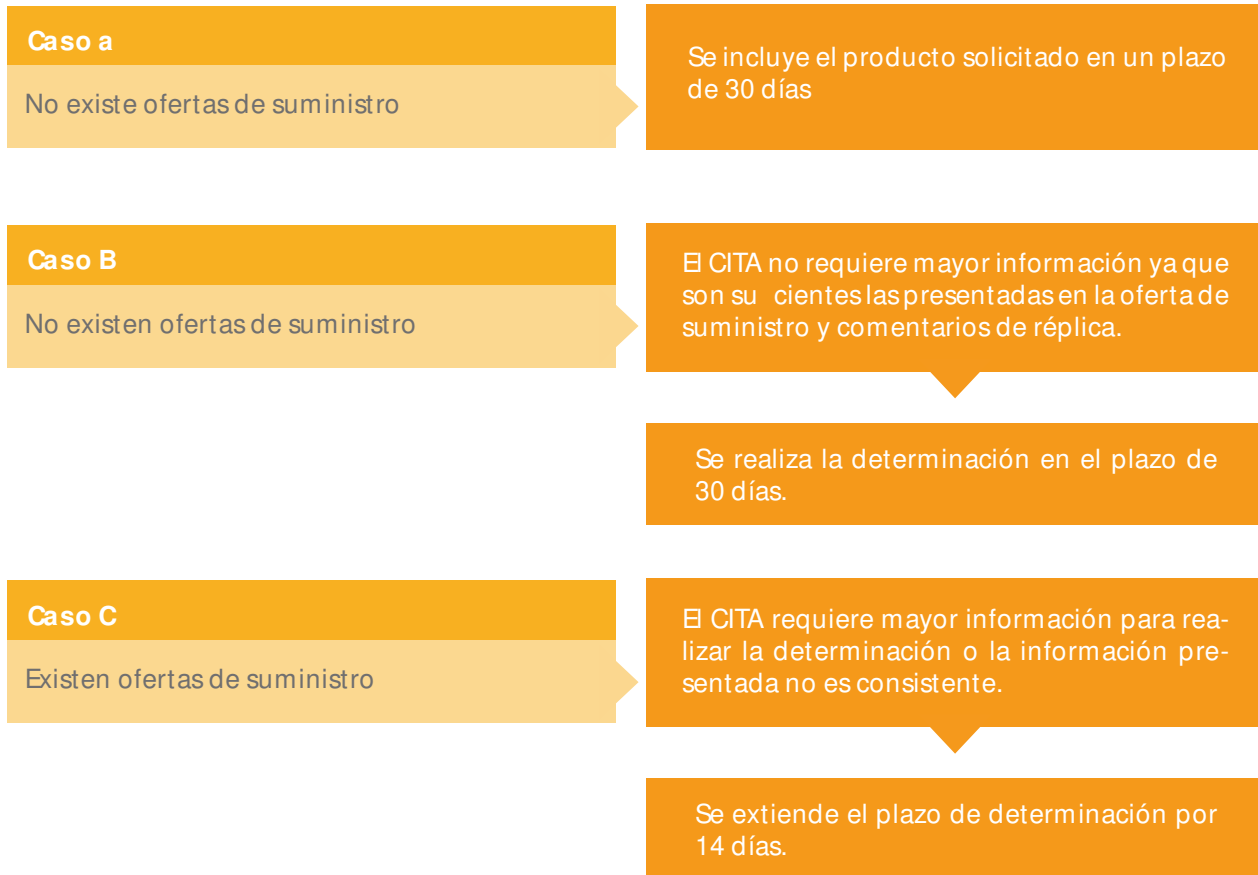 Caso a
No existe ofertas de suministro
Se incluye el producto solicitado en un plazo
de 30 días
Caso B
No existen ofertas de suministro
El CITA no requiere mayor información ya que
son su cientes las presentadas en la oferta de
suministro y comentarios de réplica.
Se realiza la determinación en el plazo de
30 días.
Caso C
Existen ofertas de suministro
El CITA requiere mayor información para rea-
lizar la determinación o la información pre-
sentada no es consistente.
Se extiende el plazo de determinación por
14 días.